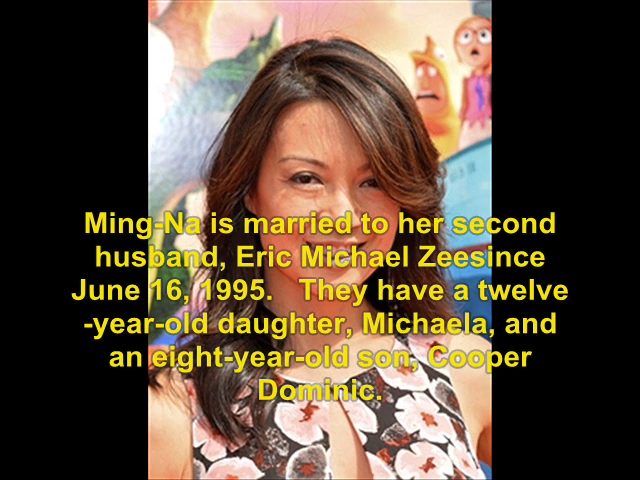 Ming-Na is married to her second
husband, Eric Michael Zeesince
June 16, 1995.   They have a twelve
-year-old daughter, Michaela, and
an eight-year-old son, Cooper
Dominic.